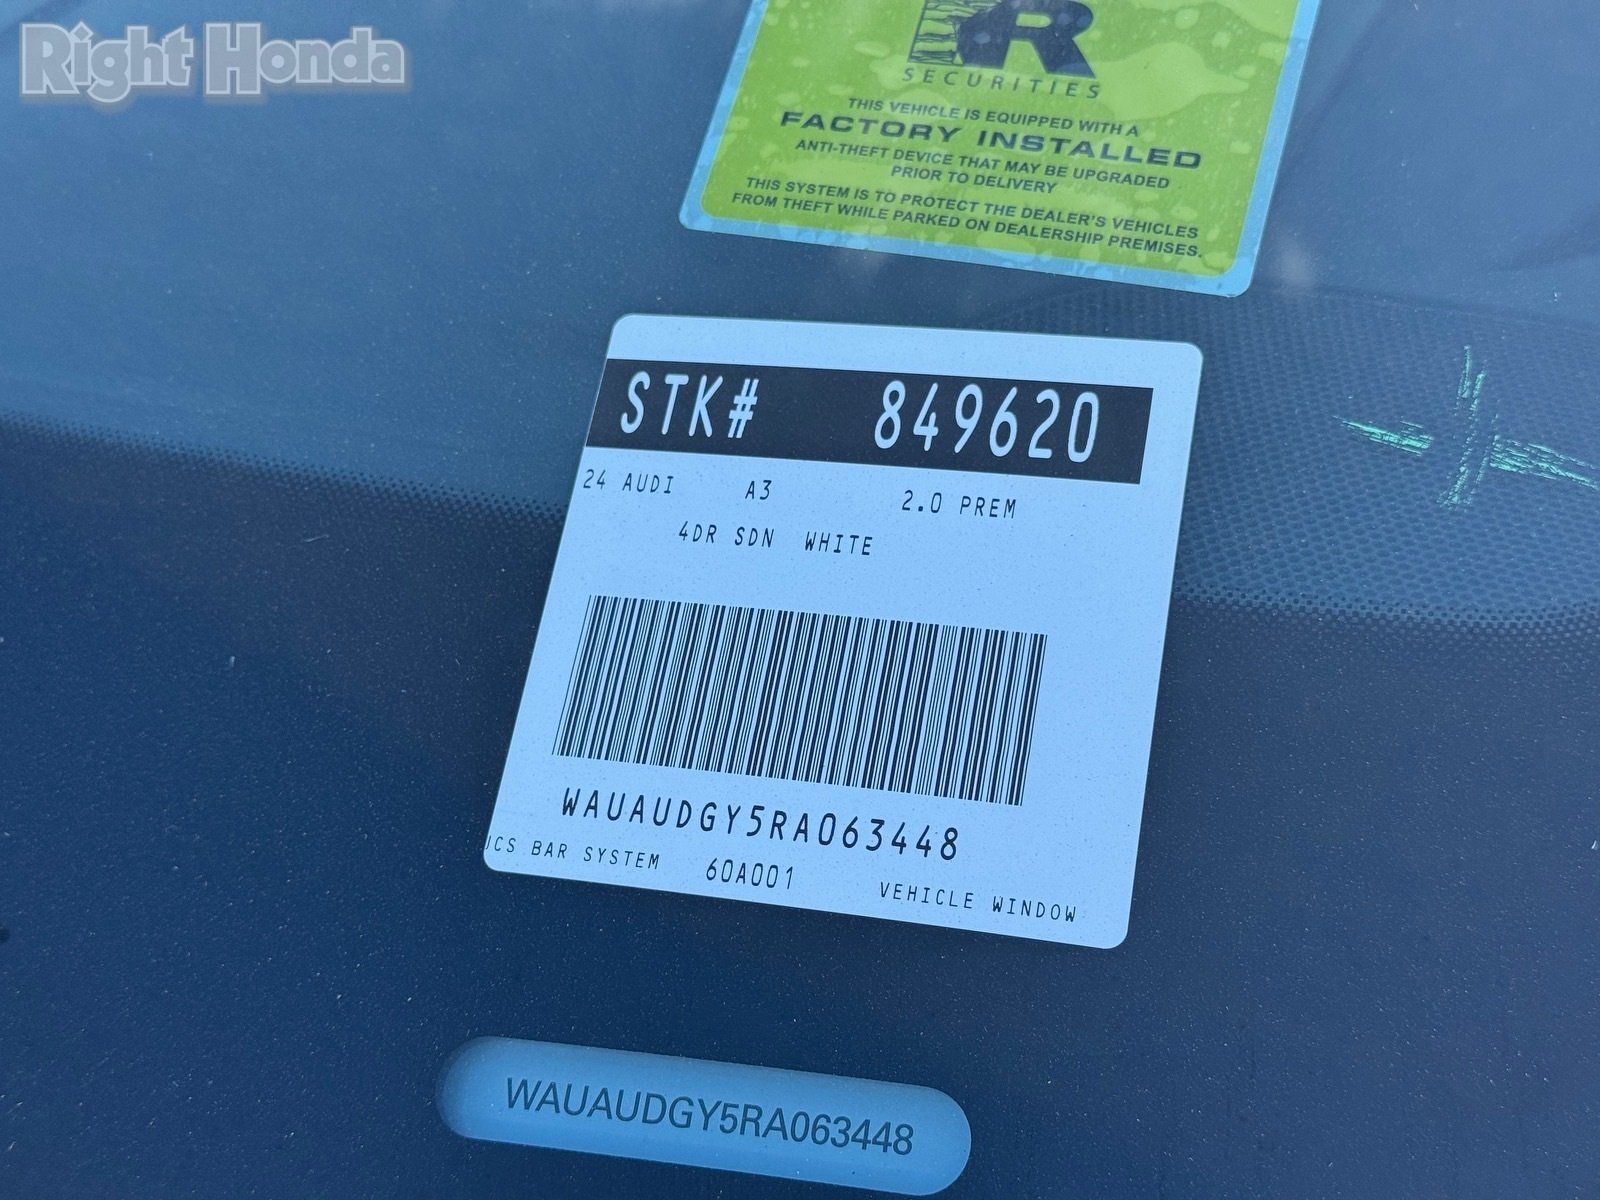 Right Honda
R
SECURITIES
THIS VEHICLE IS EQUIPPED WITH A
FACTORY INSTALLED
ANTI-THEFT DEVICE THAT MAY BE UPGRADED
PRIOR TO DELIVERY
THIS SYSTEM IS TO PROTECT THE DEALER'S VEHICLES
FROM THEFT WHILE PARKED ON DEALERSHIP PREMISES.
STK# 849620
24 AUDI A3 2.0 PREM
4DR SDN WHITE
WAUAUDGY5RA063448
BAR SYSTEM 60A001 VEHICLE WINDOW
WAUAUDGY5RA063448